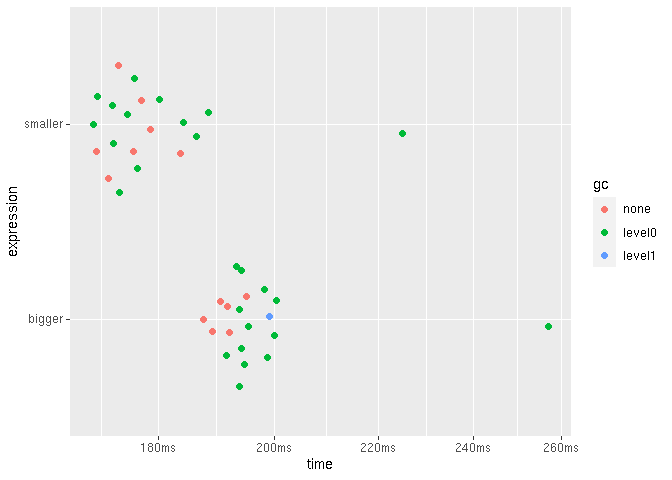 smaller
bigger
expression
180ms 200ms 220ms 240ms 260ms
time
gc
none
level0
level1